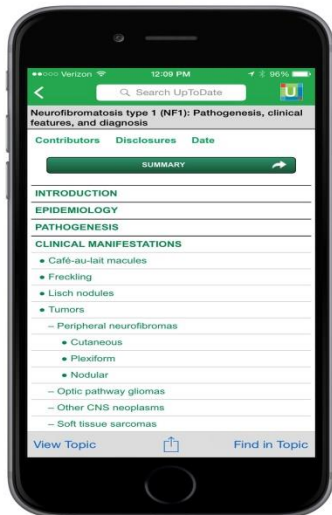 ●●○○○ Verizon 12:09 PM 96%
Search UpToDate
U
Neurofibromatosis type 1 (NF1): Pathogenesis, clinical
features, and diagnosis
Contributors Disclosures Date
SUMMARY
INTRODUCTION
EPIDEMIOLOGY
PATHOGENESIS
CLINICAL MANIFESTATIONS
• Café-au-lait macules
• Freckling
• Lisch nodules
• Tumors
– Peripheral neurofibromas
• Cutaneous
• Plexiform
• Nodular
– Optic pathway gliomas
– Other CNS neoplasms
– Soft tissue sarcomas
View Topic Find in Topic